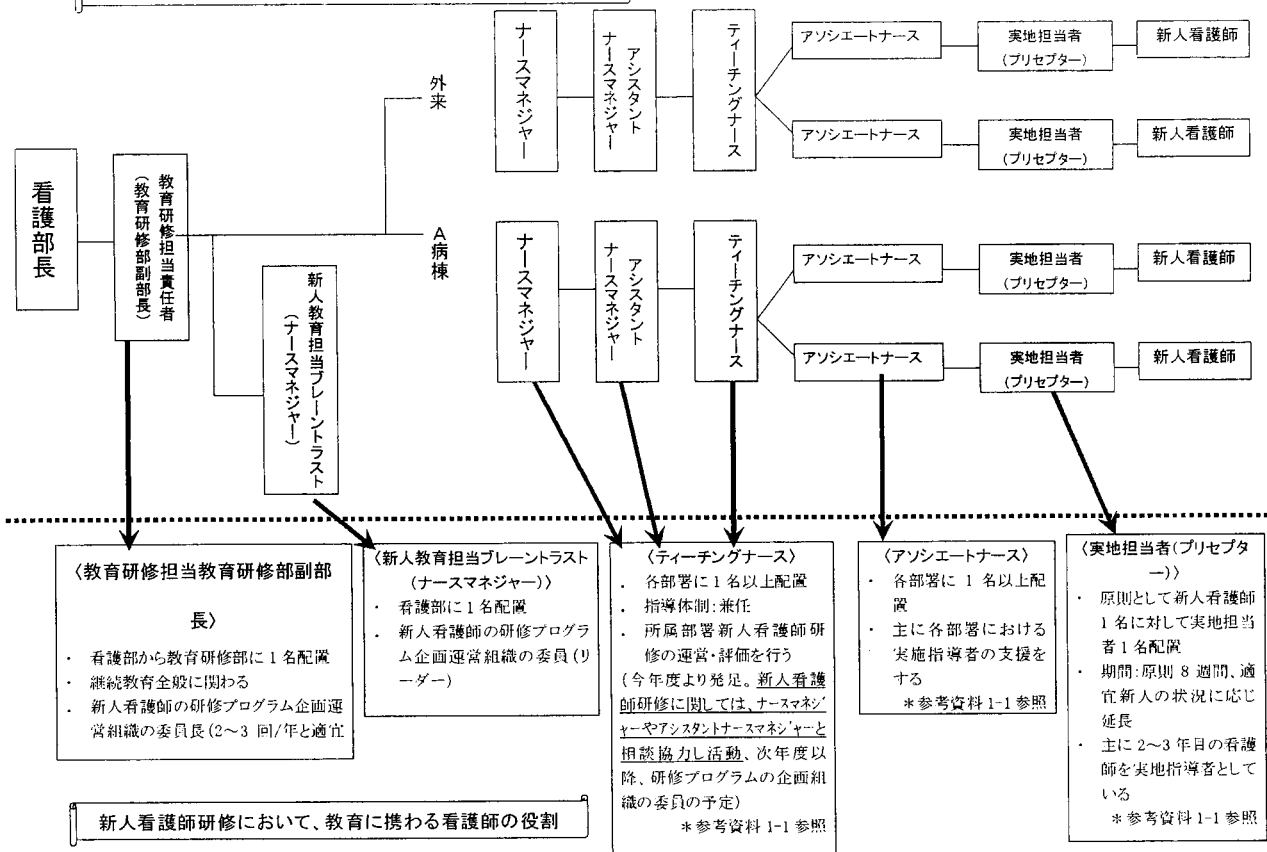 看護部長
教育研修担当責任者
(教育研修部副部長)
新人教育担当ブレーントラスト
(ナースマネジャー)
外来
A病棟
ナースマネジャー
アシスタント
ナースマネジャー
ティーチングナース
アソシエートナース
実地担当者
(プリセプター)
新人看護師
アソシエートナース
実地担当者
(プリセプター)
新人看護師
ナースマネジャー
アシスタント
ナースマネジャー
ティーチングナース
アソシエートナース
実地担当者
(プリセプター)
新人看護師
アソシエートナース
実地担当者
(プリセプター)
新人看護師
〈教育研修担当教育研修部副部
長〉
・ 看護部から教育研修部に1名配置
・ 継続教育全般に関わる
・ 新人看護師の研修プログラム企画運
営組織の委員長(2~3 回/年と適宜
〈新人教育担当ブレーントラスト
(ナースマネジャー)〉
・ 看護部に1名配置
・ 新人看護師の研修プログラ
ム企画運営組織の委員(リ
ーダー)
〈ティーチングナース〉
・ 各部署に1名以上配置
・ 指導体制:兼任
・ 所属部署新人看護師研
修の運営・評価を行う
(今年度より発足。新人看護
師研修に関しては、ナースマネジ
ャーやアシスタントナースマネジャーと
相談協力し活動、次年度以
降、研修プログラムの企画組
織の委員の予定)
*参考資料 1-1 参照
〈アソシエートナース〉
・ 各部署に 1 名以上配
置
・ 主に各部署における
実施指導者の支援を
する
*参考資料 1-1 参照
〈実地担当者(プリセプタ
ー)〉
・ 原則として新人看護師
1名に対して実地担当
者1名配置
・ 期間:原則 8 週間、適
宜新人の状況に応じ
延長
・ 主に 2~3 年目の看護
師を実地指導者として
いる
*参考資料 1-1 参照
新人看護師研修において、教育に携わる看護師の役割